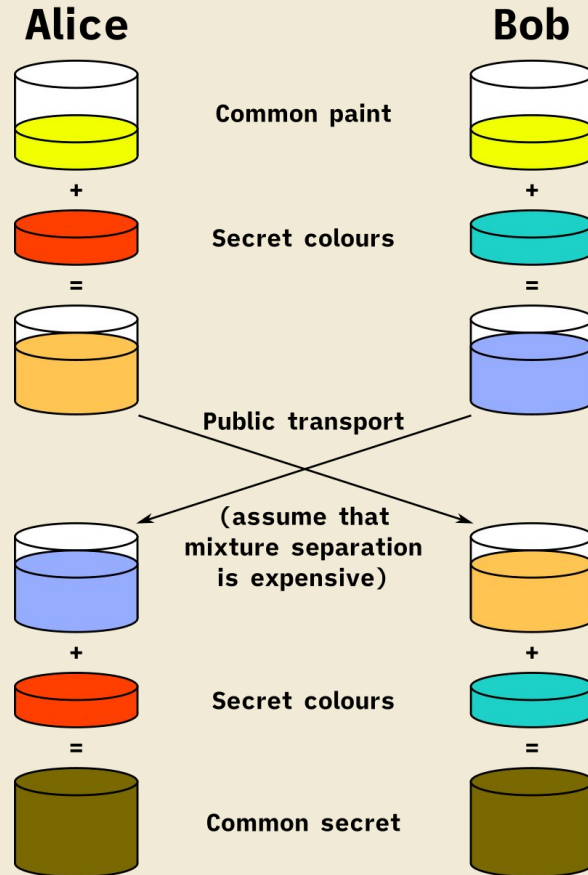 Alice
Bob
Common paint
+
+
Secret colours
=
=
Public transport
(assume that
mixture separation
is expensive)
+
+
Secret colours
=
=
Common secret